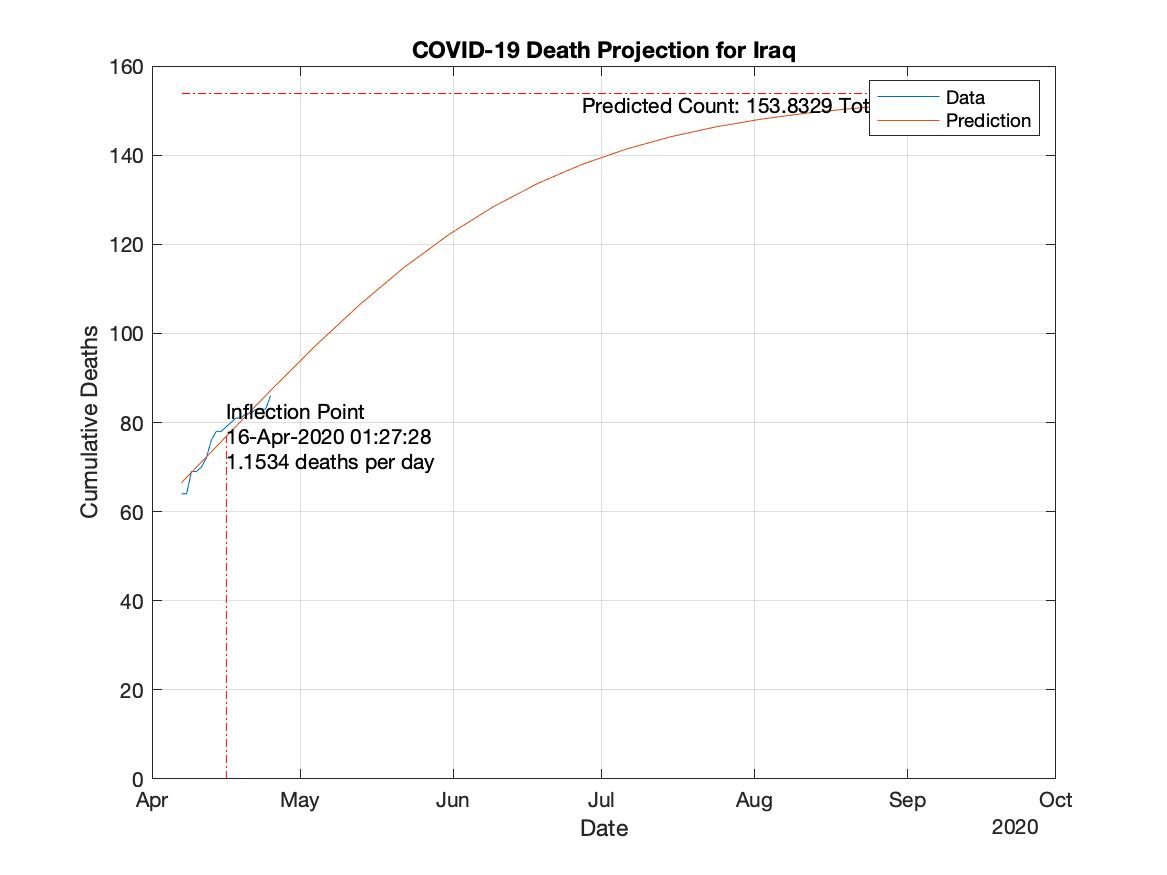 COVID-19 Death Projection for Iraq
160
140
120
100
80
60
40
20
0
Cumulative Deaths
Predicted Count: 153.8329 Tot
Data
Prediction
Inflection Point
16-Apr-2020 01:27:28
1.1534 deaths per day
Apr May Jun Jul Aug Sep Oct
Date
2020